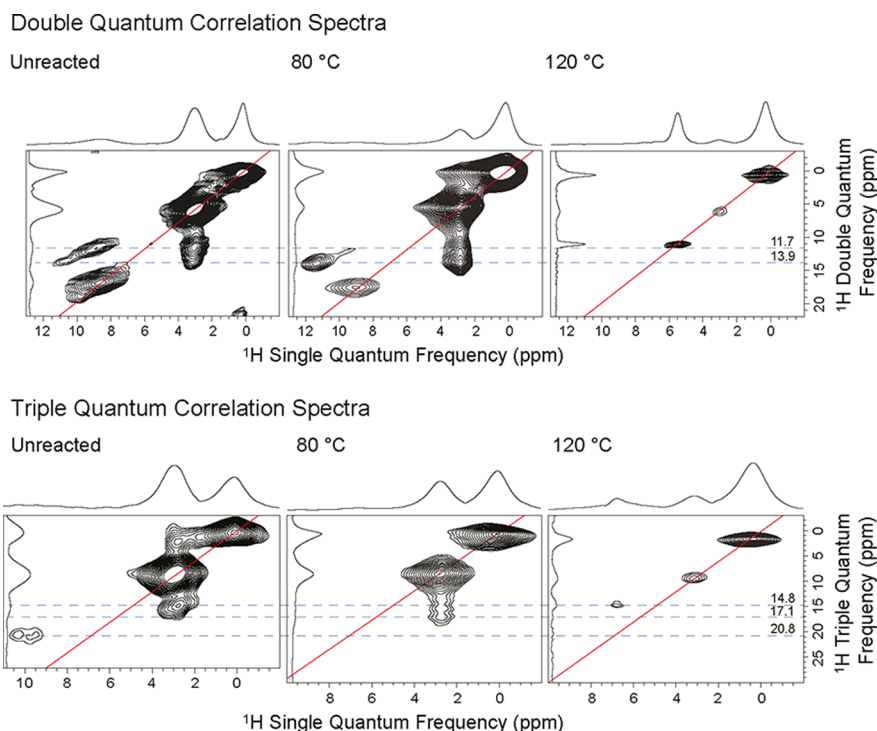 Double Quantum Correlation Spectra
Unreacted 80 °C 120 °C
0
5
10
15
20
11.7
13.9
¹H Double Quantum
Frequency (ppm)
12 10 8 6 4 2 0 12 10 8 6 4 2 0 12 10 8 6 4 2 0
¹H Single Quantum Frequency (ppm)
Triple Quantum Correlation Spectra
Unreacted 80 °C 120 °C
0
5
10
15
20
25
14.8
17.1
20.8
¹H Triple Quantum
Frequency (ppm)
10 8 6 4 2 0 8 6 4 2 0 8 6 4 2 0
¹H Single Quantum Frequency (ppm)